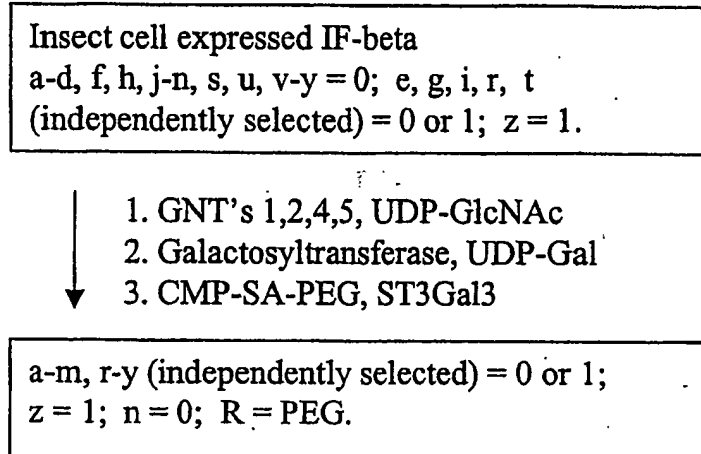 Insect cell expressed IF-beta
a-d, f, h, j-n, s, u, v-y = 0; e, g, i, r, t
(independently selected) = 0 or 1; z = 1.
1. GNT's 1,2,4,5, UDP-GlcNAc
2. Galactosyltransferase, UDP-Gal
3. CMP-SA-PEG, ST3Gal3
a-m, r-y (independently selected) = 0 or 1;
z = 1; n = 0; R = PEG.